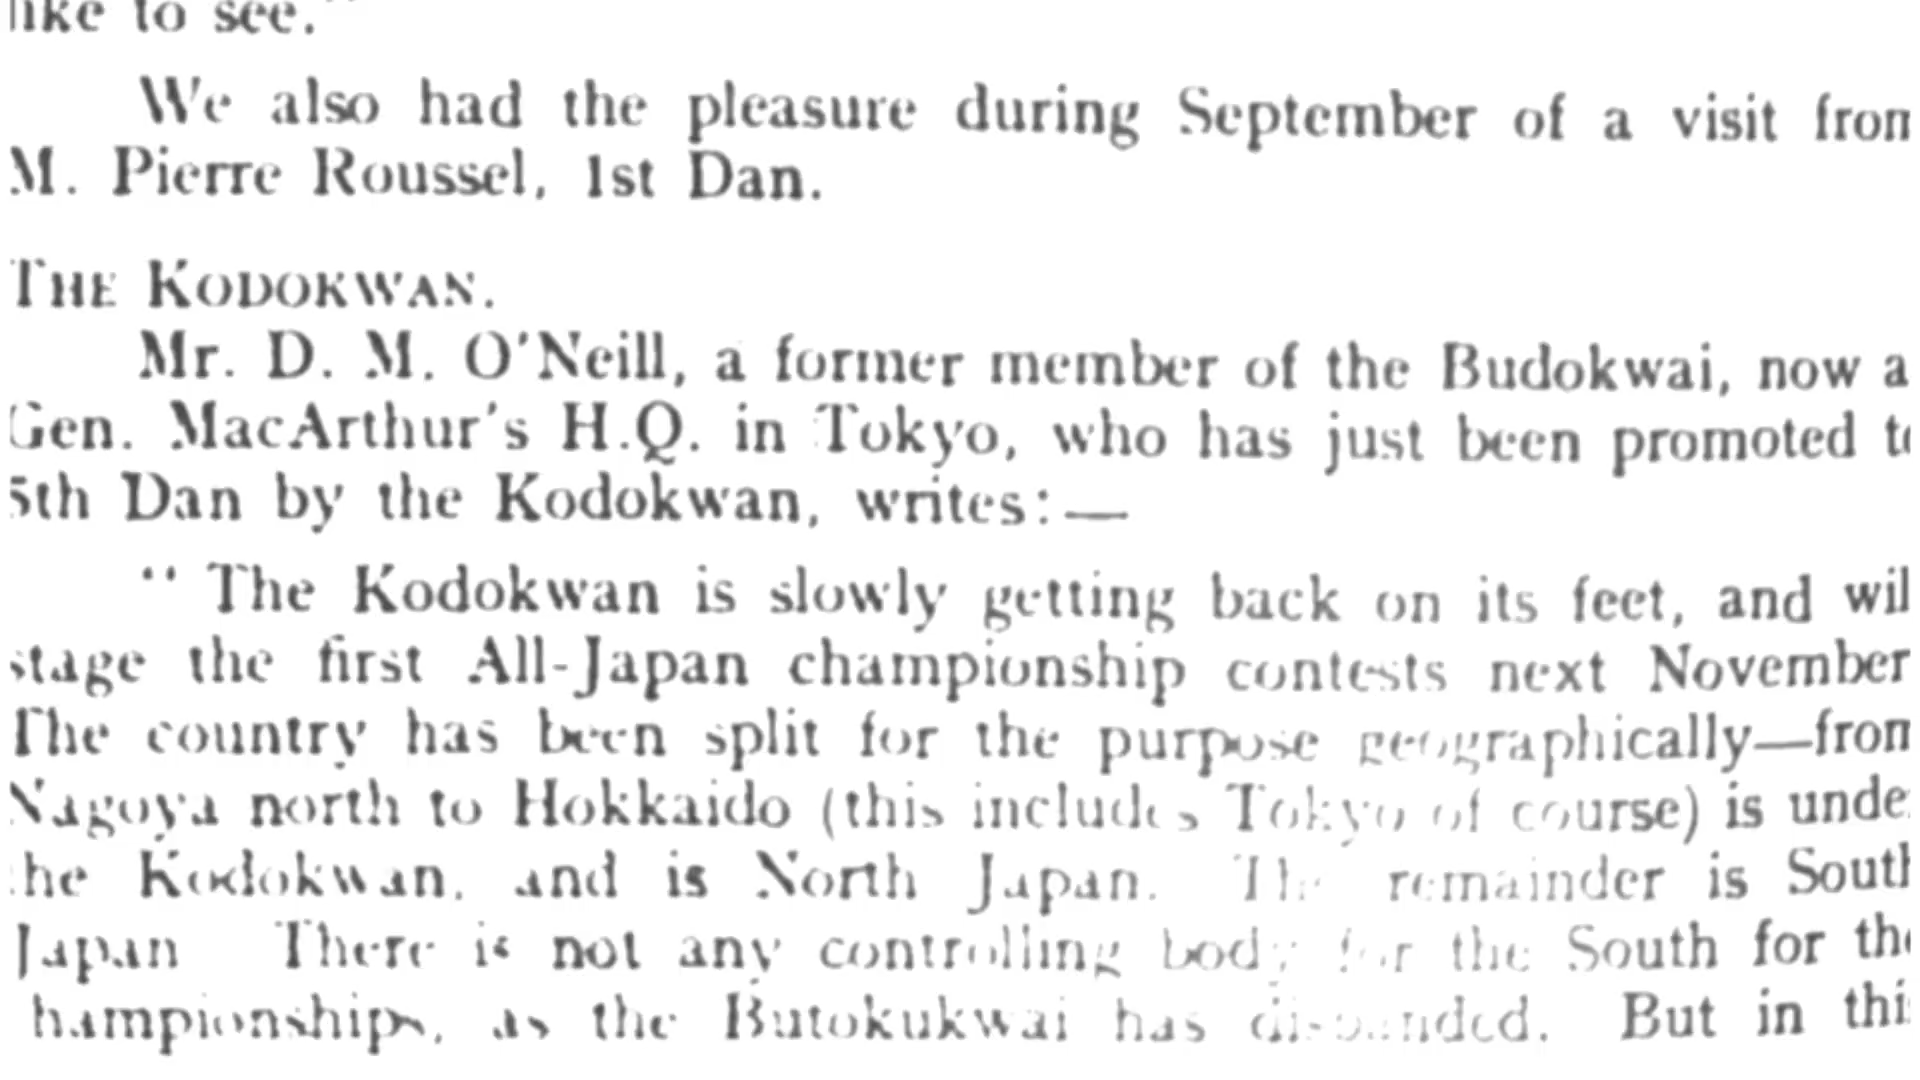 like to see."
We also had the pleasure during September of a visit from
M. Pierre Roussel, 1st Dan.
THE KODOKWAN.
Mr. D. M. O'Neill, a former member of the Budokwai, now a
Gen. MacArthur's H.Q. in Tokyo, who has just been promoted to
5th Dan by the Kodokwan, writes:—
" The Kodokwan is slowly getting back on its feet, and wil
stage the first All-Japan championship contests next November
The country has been split for the purpose geographically—from
Nagoya north to Hokkaido (this includes Tokyo of course) is unde
the Kodokwan, and is North Japan. The remainder is South
Japan There is not any controlling body for the South for the
hampionships, as the Butokukwai has disbanded. But in this